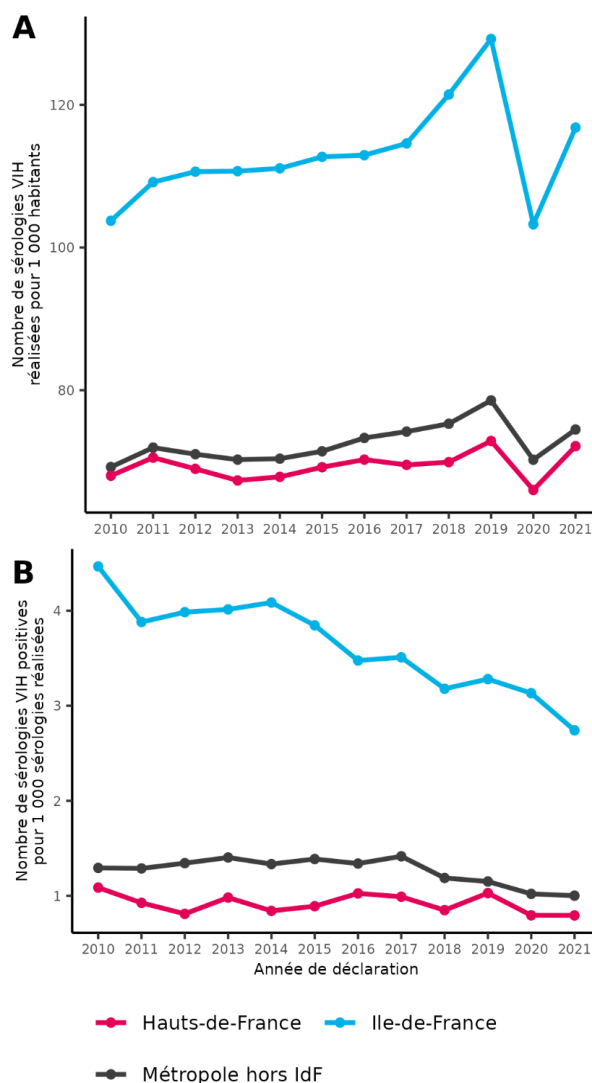 A
Nombre de sérologies VIH
réalisées pour 1 000 habitants
120
100
80
2010 2011 2012 2013 2014 2015 2016 2017 2018 2019 2020 2021
B
Nombre de sérologies VIH positives
pour 1 000 sérologies réalisées
4
3
2
1
2010 2011 2012 2013 2014 2015 2016 2017 2018 2019 2020 2021
Année de déclaration
Hauts-de-France Ile-de-France
Métropole hors IdF